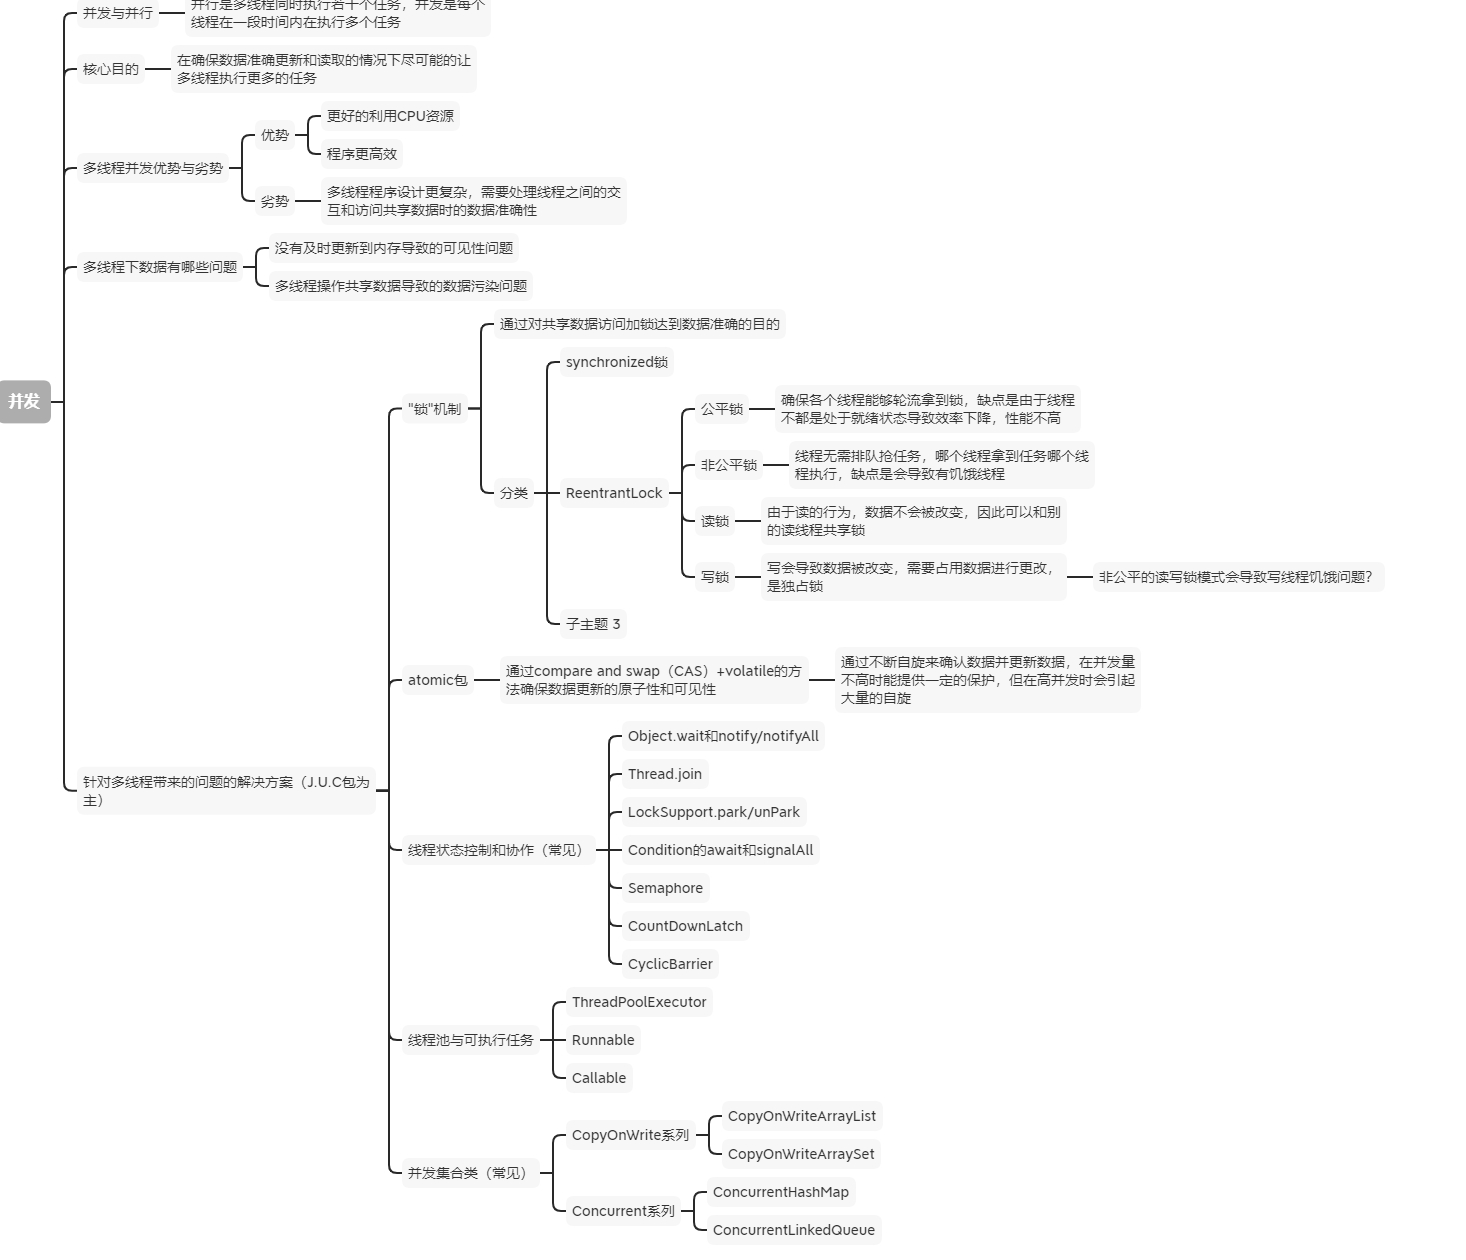 并发
并发与并行
并行是多线程同时执行若干个任务，并发是每个
线程在一段时间内在执行多个任务
核心目的
在确保数据准确更新和读取的情况下尽可能的让
多线程执行更多的任务
多线程并发优势与劣势
优势
更好的利用CPU资源
程序更高效
劣势
多线程程序设计更复杂，需要处理线程之间的交
互和访问共享数据时的数据准确性
多线程下数据有哪些问题
没有及时更新到内存导致的可见性问题
多线程操作共享数据导致的数据污染问题
针对多线程带来的问题的解决方案（J.U.C包为
主）
"锁"机制
通过对共享数据访问加锁达到数据准确的目的
分类
synchronized锁
ReentrantLock
公平锁
确保各个线程能够轮流拿到锁，缺点是由于线程
不都是处于就绪状态导致效率下降，性能不高
非公平锁
线程无需排队抢任务，哪个线程拿到任务哪个线
程执行，缺点是会导致有饥饿线程
读锁
由于读的行为，数据不会被改变，因此可以和别
的读线程共享锁
写锁
写会导致数据被改变，需要占用数据进行更改，
是独占锁
非公平的读写锁模式会导致写线程饥饿问题？
子主题 3
atomic包
通过compare and swap（CAS）+volatile的方
法确保数据更新的原子性和可见性
通过不断自旋来确认数据并更新数据，在并发量
不高时能提供一定的保护，但在高并发时会引起
大量的自旋
线程状态控制和协作（常见）
Object.wait和notify/notifyAll
Thread.join
LockSupport.park/unPark
Condition的await和signalAll
Semaphore
CountDownLatch
CyclicBarrier
线程池与可执行任务
ThreadPoolExecutor
Runnable
Callable
并发集合类（常见）
CopyOnWrite系列
CopyOnWriteArrayList
CopyOnWriteArraySet
Concurrent系列
ConcurrentHashMap
ConcurrentLinkedQueue